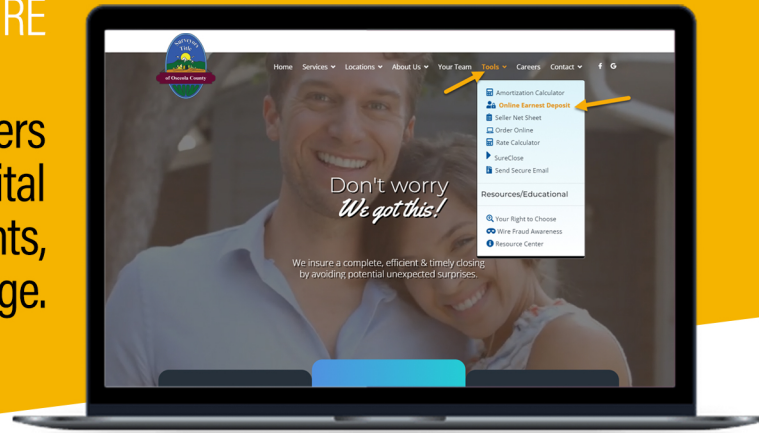 RE
ers
ital
nts,
ge.
Surveyors
Title
of Osceola County
Home Services Locations About Us Your Team Tools Careers Contact f G
Amortization Calculator
Online Earnest Deposit
Seller Net Sheet
Order Online
Rate Calculator
SureClose
Send Secure Email
Resources/Educational
Your Right to Choose
Wire Fraud Awareness
Resource Center
Don't worry
We got this!
We insure a complete, efficient & timely closing
by avoiding potential unexpected surprises.